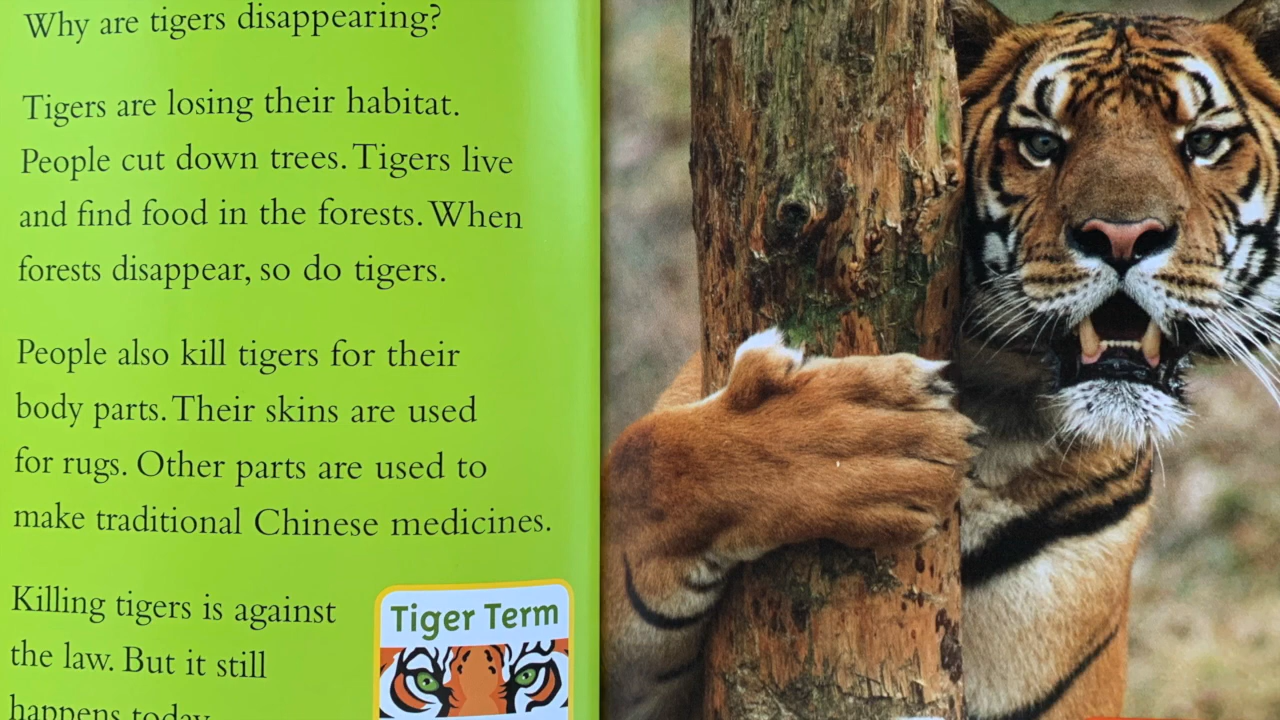 Why are tigers disappearing?
Tigers are losing their habitat.
People cut down trees. Tigers live
and find food in the forests. When
forests disappear, so do tigers.
People also kill tigers for their
body parts. Their skins are used
for rugs. Other parts are used to
make traditional Chinese medicines.
Killing tigers is against
the law. But it still
happens today.
Tiger Term